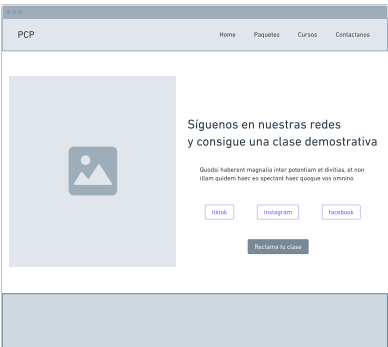 PCP
Home Paquetes Cursos Contactanos
Síguenos en nuestras redes
y consigue una clase demostrativa
Quodsi haberent magnalia inter potentiam et divitias, et non
illam quidem haec eo spectant haec quoque vos omnino
tiktok instagram facebook
Reclama tu clase